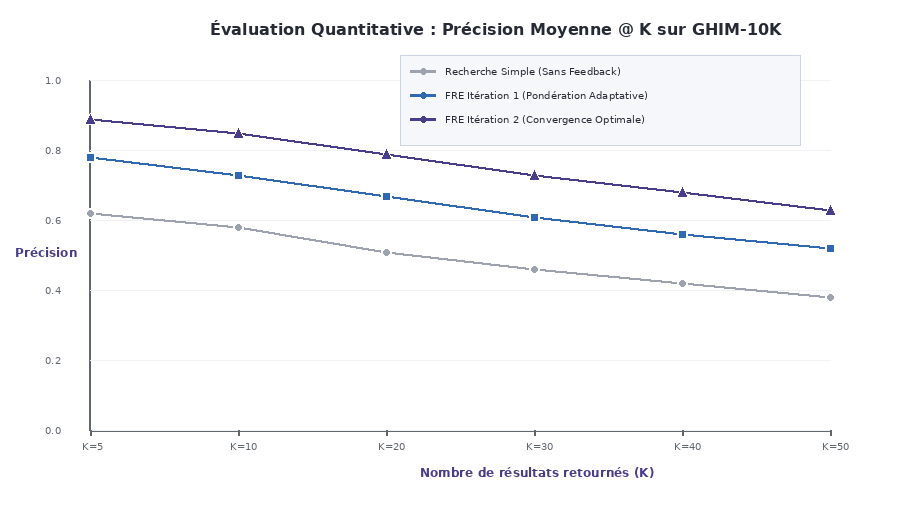 Évaluation Quantitative : Précision Moyenne @ K sur GHIM-10K
Recherche Simple (Sans Feedback)
FRE Itération 1 (Pondération Adaptative)
FRE Itération 2 (Convergence Optimale)
1.0
0.8
0.6
Précision
0.4
0.2
0.0
K=5 K=10 K=20 K=30 K=40 K=50
Nombre de résultats retournés (K)